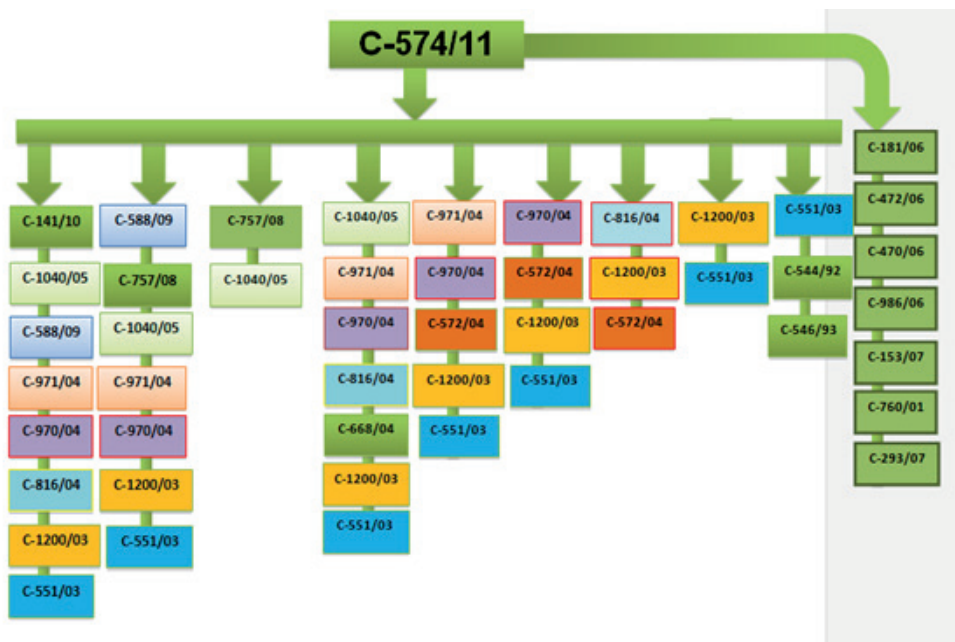 C-574/11
C-141/10
C-1040/05
C-588/09
C-971/04
C-970/04
C-816/04
C-1200/03
C-551/03
C-588/09
C-757/08
C-1040/05
C-971/04
C-970/04
C-1200/03
C-551/03
C-757/08
C-1040/05
C-1040/05
C-971/04
C-970/04
C-816/04
C-668/04
C-1200/03
C-551/03
C-971/04
C-970/04
C-572/04
C-1200/03
C-551/03
C-970/04
C-572/04
C-1200/03
C-551/03
C-816/04
C-1200/03
C-572/04
C-1200/03
C-551/03
C-551/03
C-544/92
C-546/93
C-181/06
C-472/06
C-470/06
C-986/06
C-153/07
C-760/01
C-293/07